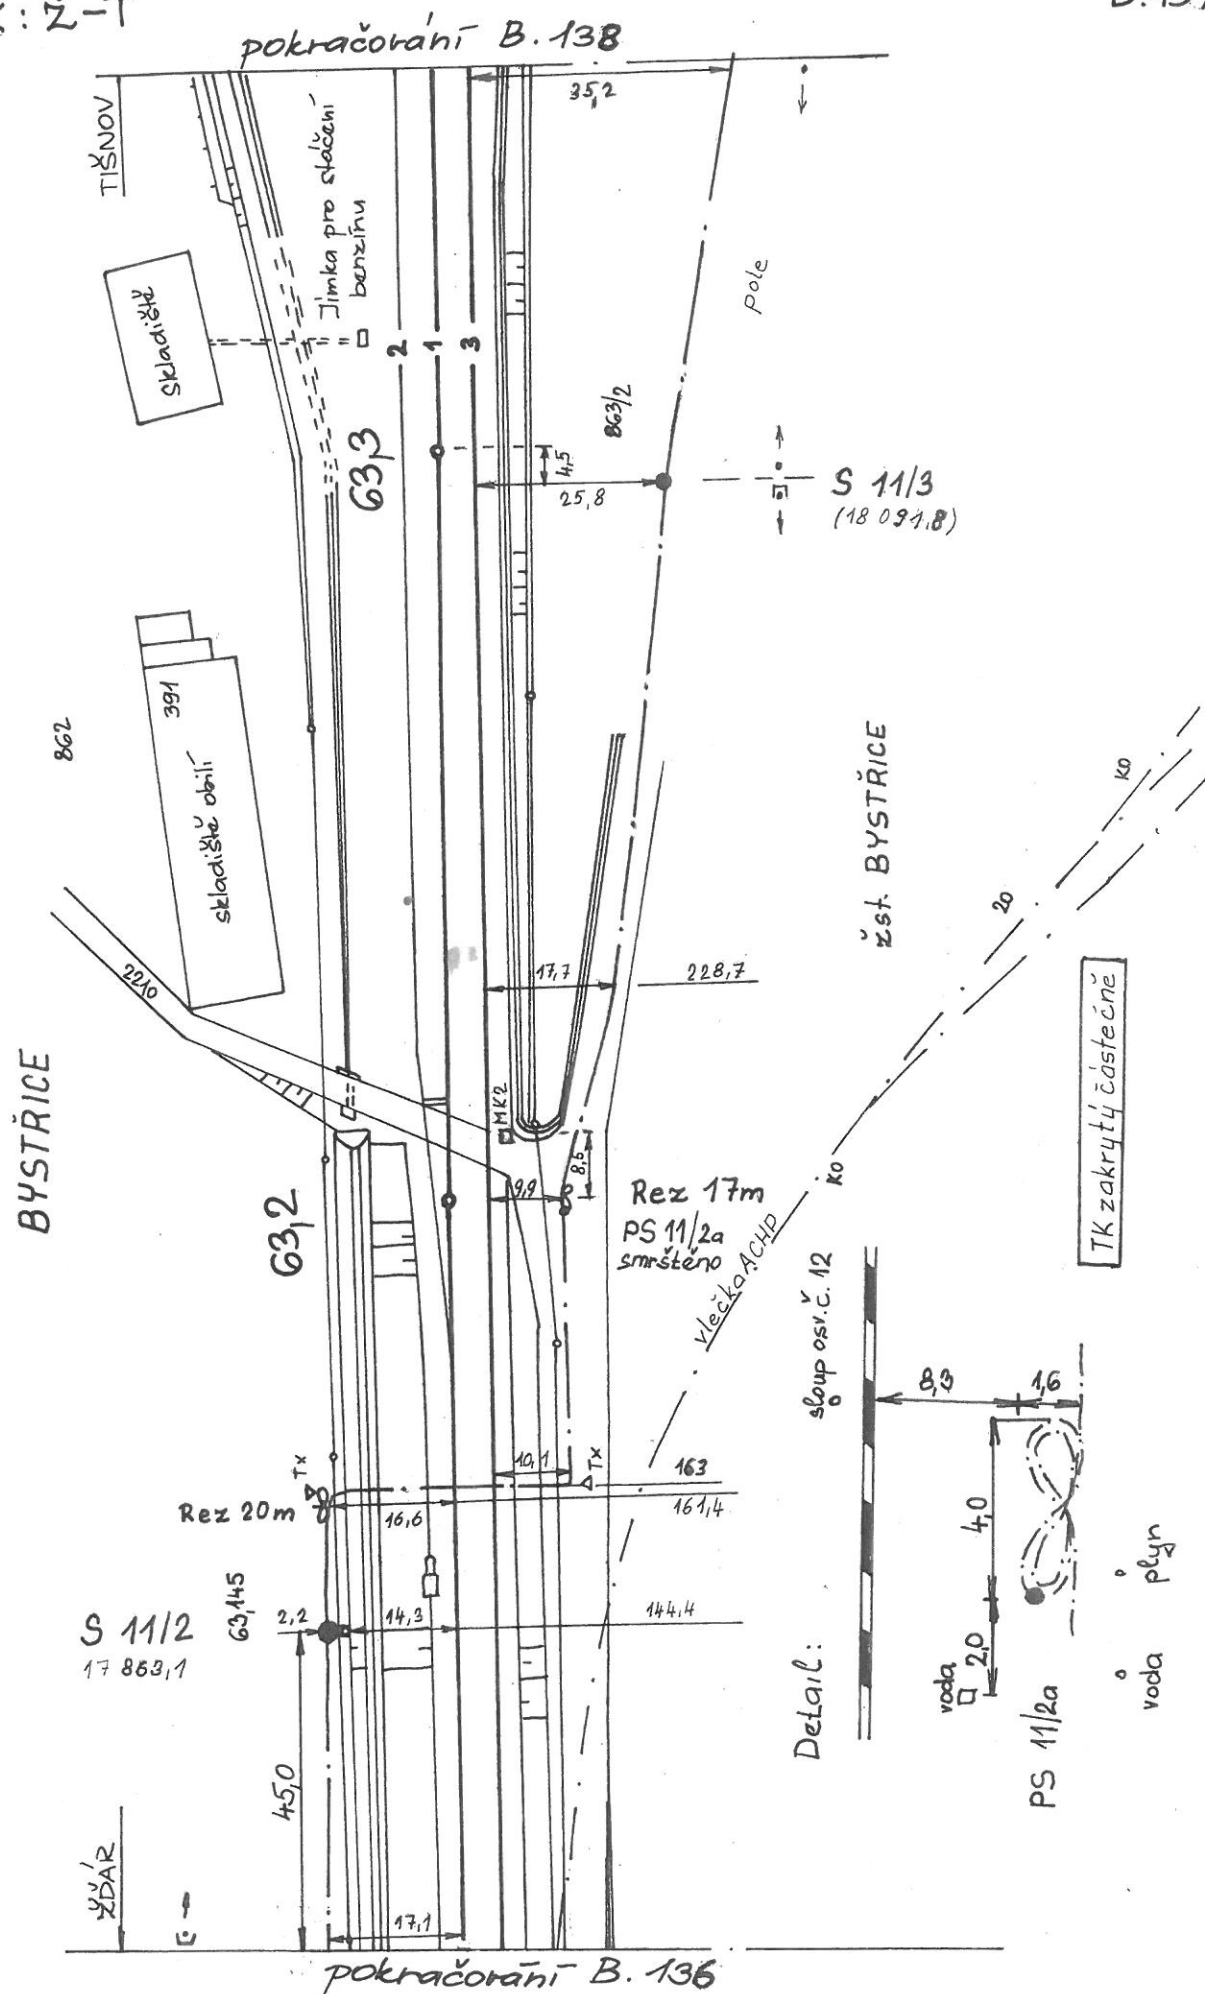 : Ž-T
pokračování B. 138
35,2
TIŠNOV
Jímka pro stáčení
benzínu
skladiště
pole
2
1
3
63,3
863/2
4,5
25,8
S 11/3
(18 091,8)
862
391
skladiště obilí
žst. BYSTŘICE
KO
20
2210
17,7
228,7
BYSTŘICE
MK2
TK zakrytý částečně
63,2
9,9
8,5
Rez 17m
PS 11/2a
smrštěno
KO
vlečka ACHP
sloup osv. č. 12
8,3
1,6
TX
10,1
TX
163
Rez 20m
16,6
161,4
4,0
63,145
2,2
14,3
144,4
S 11/2
17 863,1
plyn
voda
2,0
voda
Detail:
PS 11/2a
45,0
ŽĎÁR
17,1
pokračování B. 136